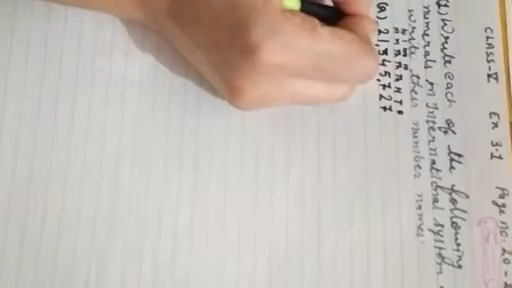 CLASS-V Ex 3.1 Page no. 20-
(1) Write each of the following
numerals in International system
write their number names:
(a) 21,345,727